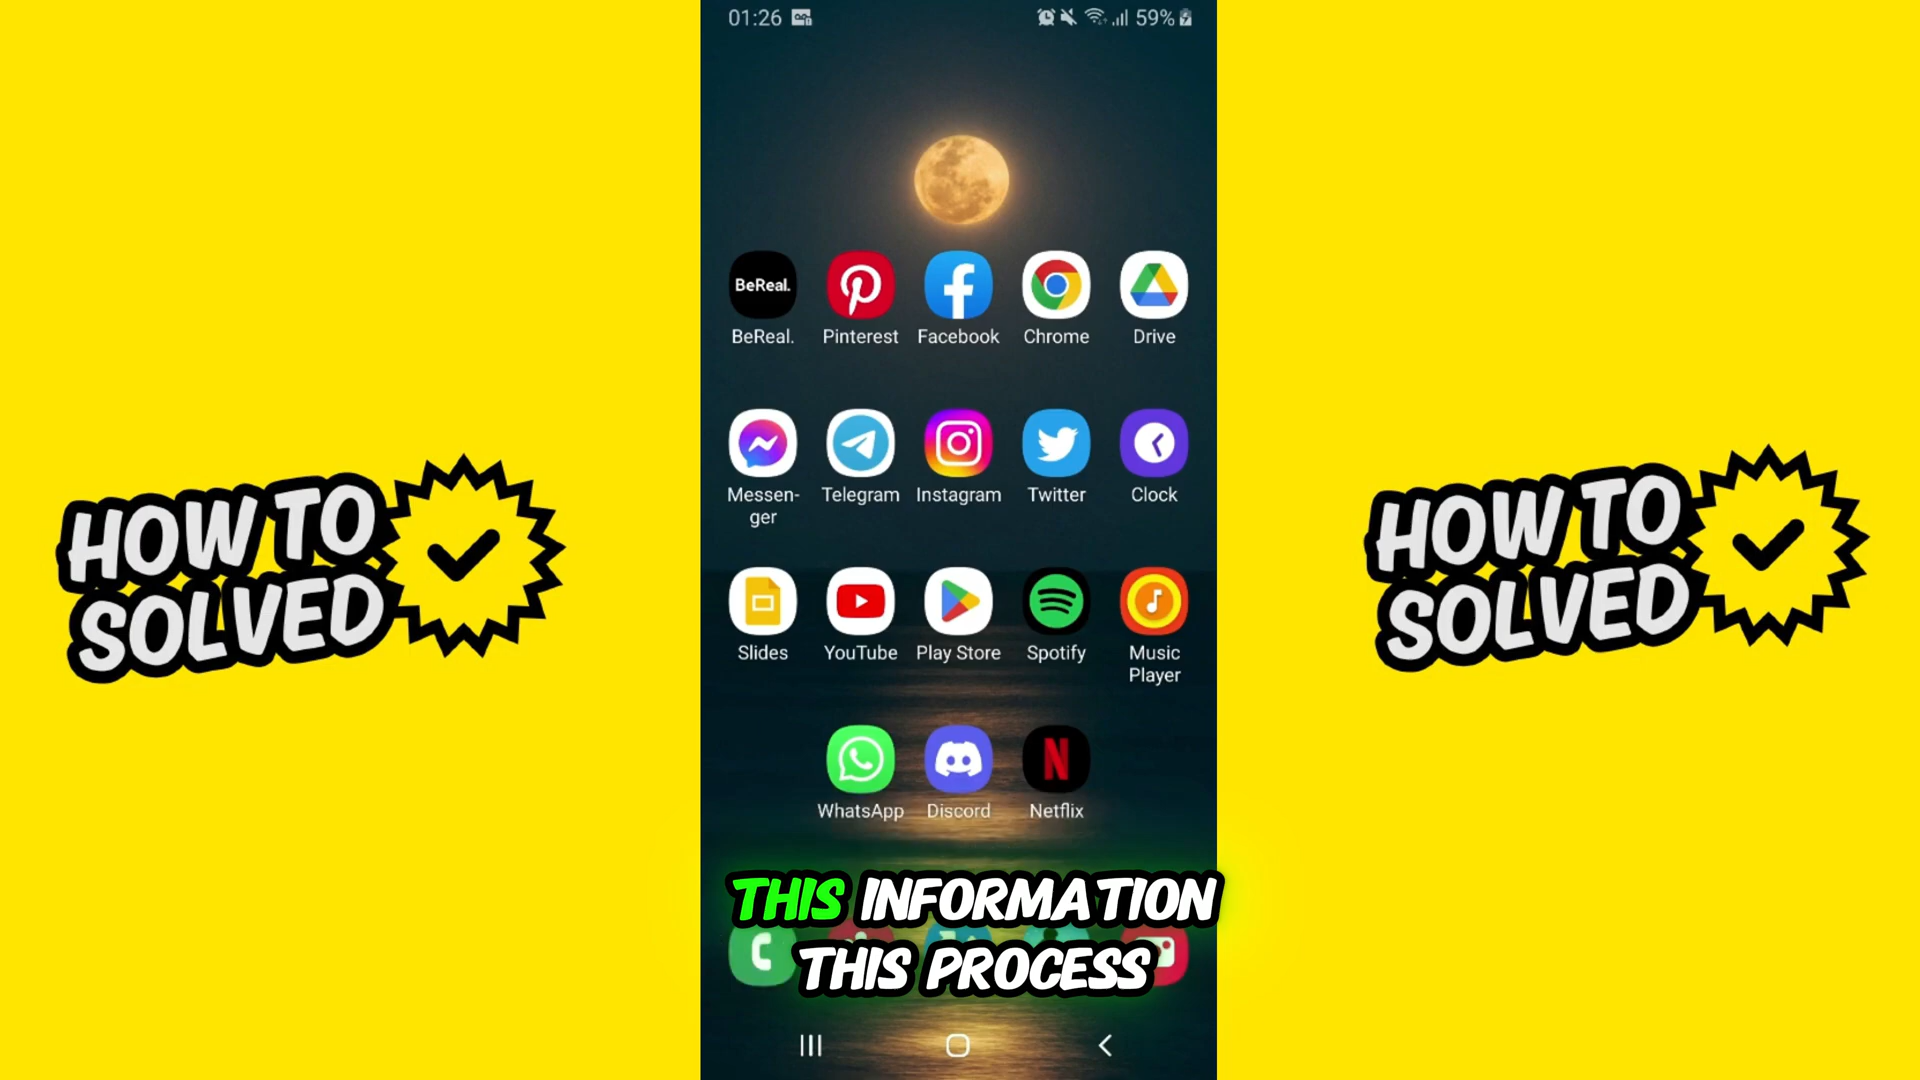 01:26
59%
BeReal.
BeReal.
Pinterest
Facebook
Chrome
Drive
Messen-
ger
Telegram
Instagram
Twitter
Clock
Slides
YouTube
Play Store
Spotify
Music
Player
WhatsApp
Discord
Netflix
HOW TO
SOLVED
HOW TO
SOLVED
THIS INFORMATION
THIS PROCESS